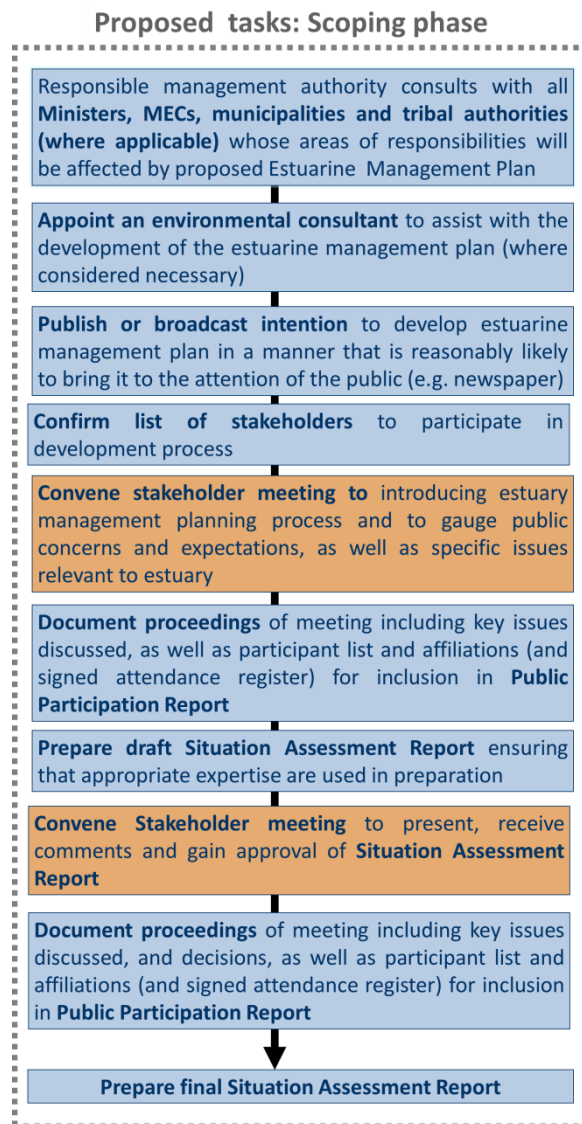 Proposed tasks: Scoping phase
Responsible management authority consults with all
Ministers, MECs, municipalities and tribal authorities
(where applicable) whose areas of responsibilities will
be affected by proposed Estuarine Management Plan
Appoint an environmental consultant to assist with the
development of the estuarine management plan (where
considered necessary)
Publish or broadcast intention to develop estuarine
management plan in a manner that is reasonably likely
to bring it to the attention of the public (e.g. newspaper)
Confirm list of stakeholders to participate in
development process
Convene stakeholder meeting to introducing estuary
management planning process and to gauge public
concerns and expectations, as well as specific issues
relevant to estuary
Document proceedings of meeting including key issues
discussed, as well as participant list and affiliations (and
signed attendance register) for inclusion in Public
Participation Report
Prepare draft Situation Assessment Report ensuring
that appropriate expertise are used in preparation
Convene Stakeholder meeting to present, receive
comments and gain approval of Situation Assessment
Report
Document proceedings of meeting including key issues
discussed, and decisions, as well as participant list and
affiliations (and signed attendance register) for inclusion
in Public Participation Report
Prepare final Situation Assessment Report